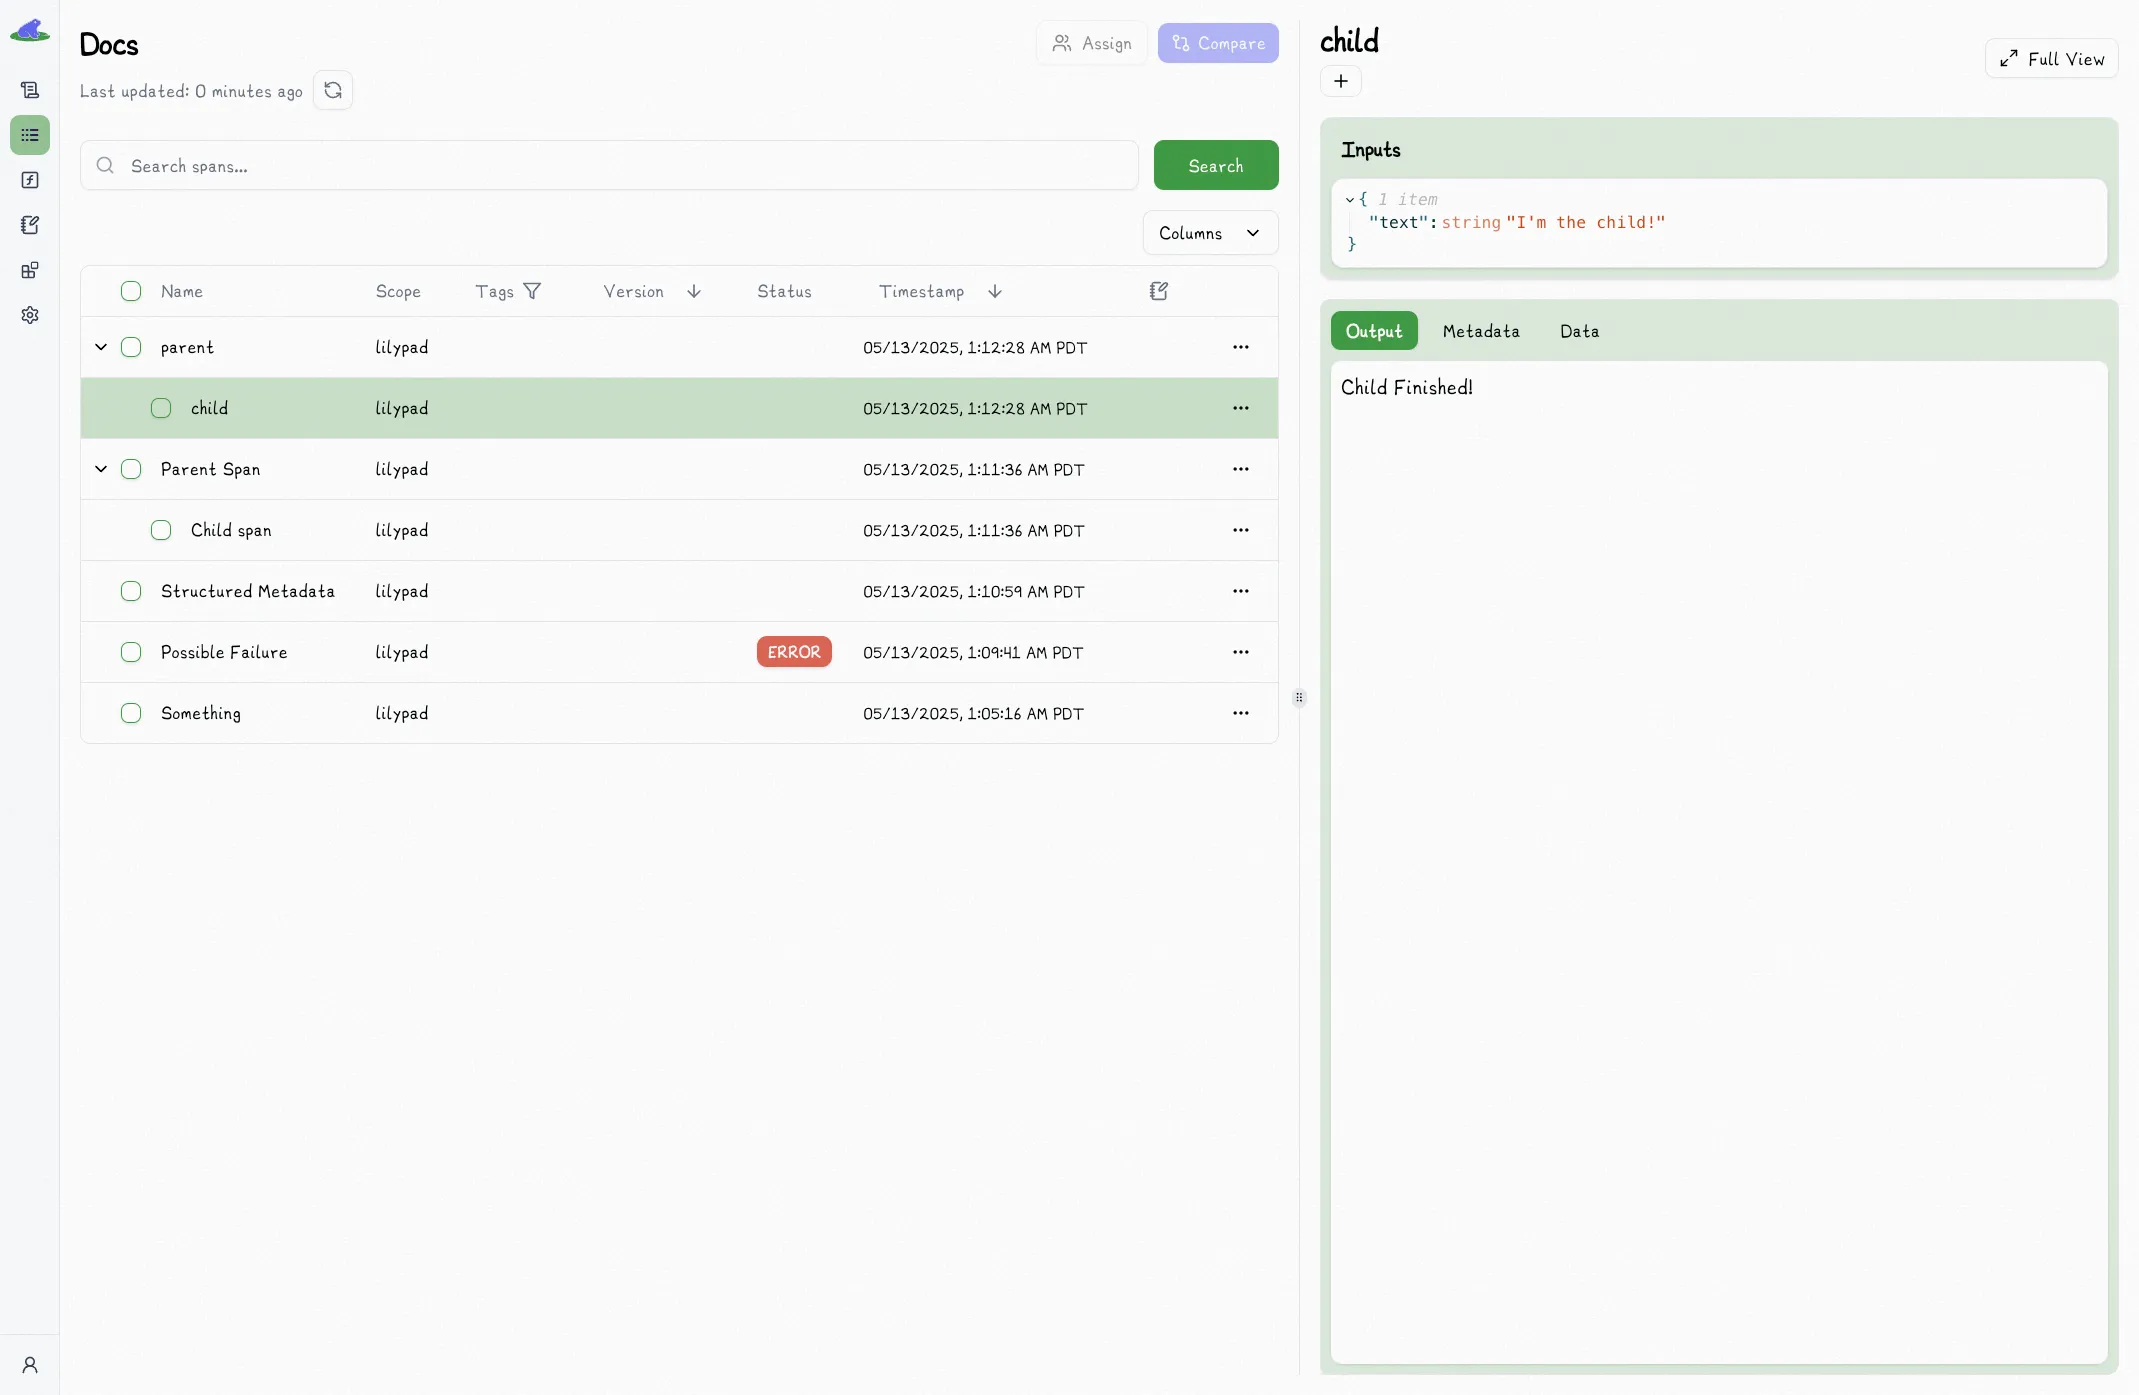 Docs
Assign
Compare
Last updated: 0 minutes ago
Search spans...
Search
Columns
Name Scope Tags Version Status Timestamp
parent lilypad 05/13/2025, 1:12:28 AM PDT
child lilypad 05/13/2025, 1:12:28 AM PDT
Parent Span lilypad 05/13/2025, 1:11:36 AM PDT
Child span lilypad 05/13/2025, 1:11:36 AM PDT
Structured Metadata lilypad 05/13/2025, 1:10:59 AM PDT
Possible Failure lilypad ERROR 05/13/2025, 1:09:41 AM PDT
Something lilypad 05/13/2025, 1:05:16 AM PDT
child
Full View
Inputs
{ 1 item
"text": string "I'm the child!"
}
Output Metadata Data
Child Finished!